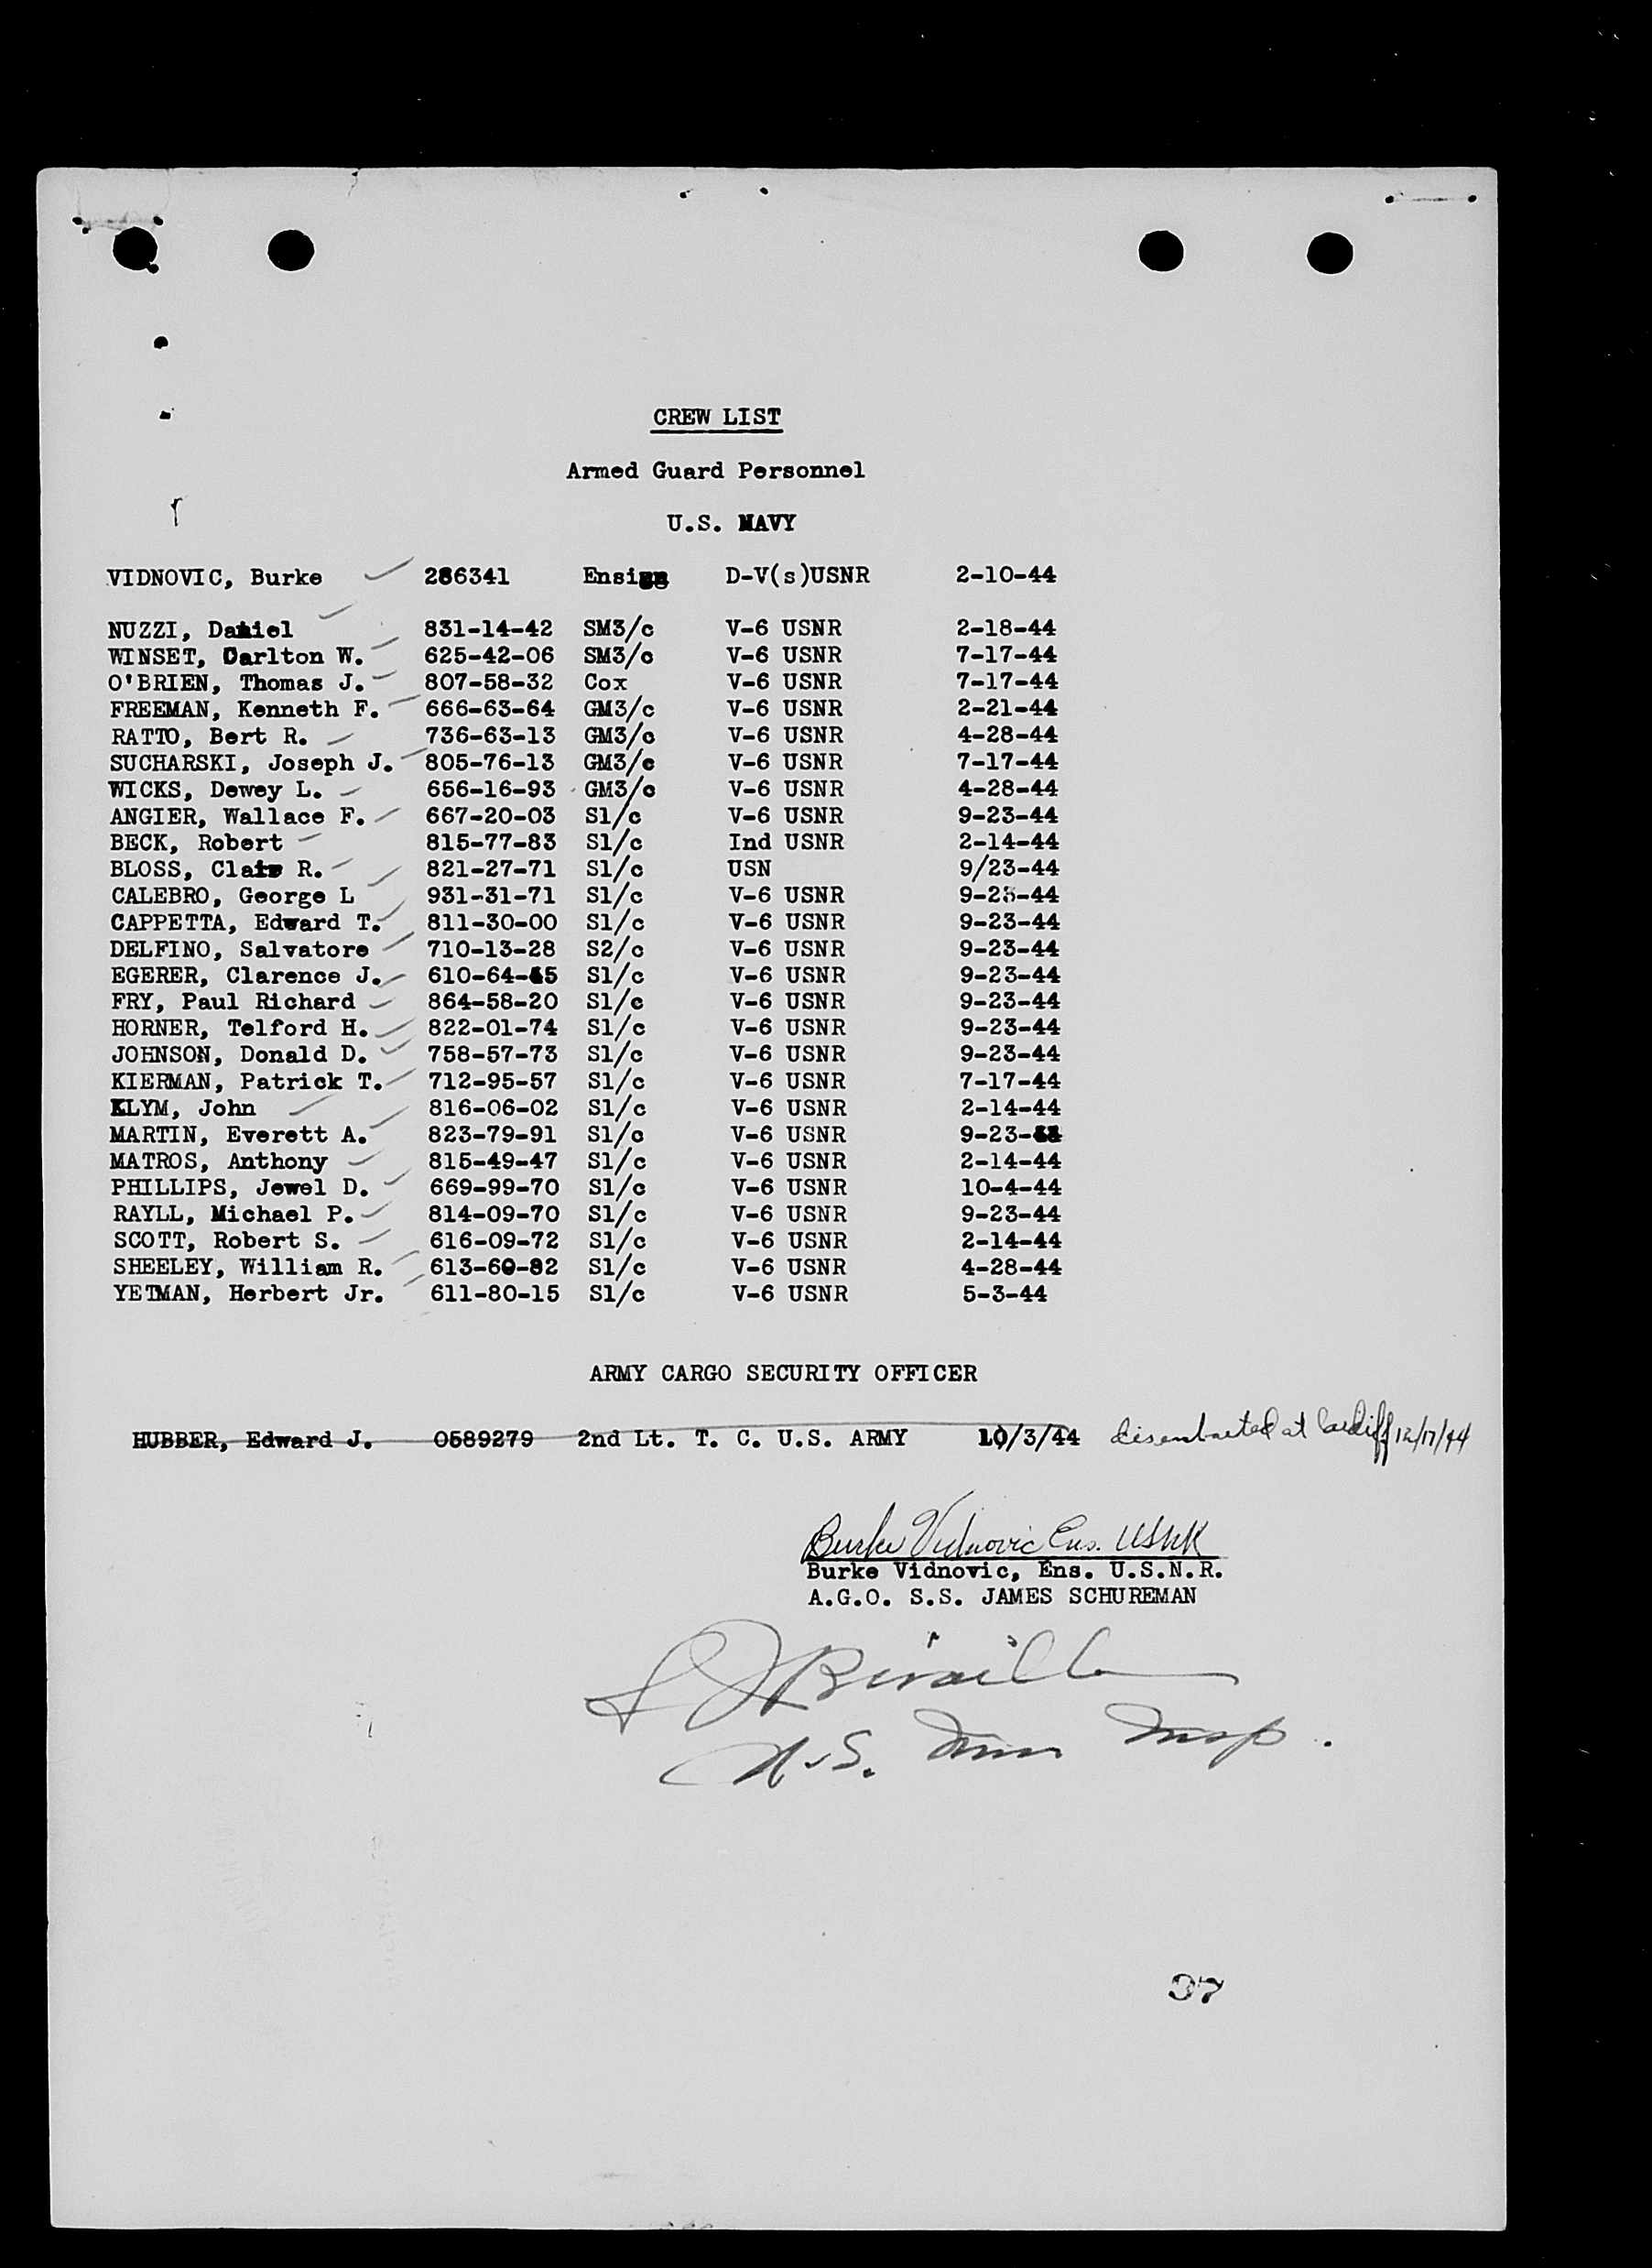 CREW LIST
Armed Guard Personnel
U.S. NAVY
VIDNOVIC, Burke 286341 Ensign D-V(s)USNR 2-10-44
NUZZI, Daniel 831-14-42 SM3/c V-6 USNR 2-18-44
WINSET, Carlton W. 625-42-06 SM3/c V-6 USNR 7-17-44
O'BRIEN, Thomas J. 807-58-32 Cox V-6 USNR 7-17-44
FREEMAN, Kenneth F. 666-63-64 GM3/c V-6 USNR 2-21-44
RATTO, Bert R. 736-63-13 GM3/c V-6 USNR 4-28-44
SUCHARSKI, Joseph J. 805-76-13 GM3/c V-6 USNR 7-17-44
WICKS, Dewey L. 656-16-93 GM3/c V-6 USNR 4-28-44
ANGIER, Wallace F. 667-20-03 S1/c V-6 USNR 9-23-44
BECK, Robert 815-77-83 S1/c Ind USNR 2-14-44
BLOSS, Clair R. 821-27-71 S1/c USN 9/23-44
CALEBRO, George L 931-31-71 S1/c V-6 USNR 9-23-44
CAPPETTA, Edward T. 811-30-00 S1/c V-6 USNR 9-23-44
DELFINO, Salvatore 710-13-28 S2/c V-6 USNR 9-23-44
EGERER, Clarence J. S1/c V-6 USNR 9-23-44
FRY, Paul Richard 864-58-20 S1/c V-6 USNR 9-23-44
HORNER, Telford H. 822-01-74 S1/c V-6 USNR 9-23-44
JOHNSON, Donald D. 758-57-73 S1/c V-6 USNR 9-23-44
KIERMAN, Patrick T. 712-95-57 S1/c V-6 USNR 7-17-44
KLYM, John 816-06-02 S1/c V-6 USNR 2-14-44
MARTIN, Everett A. 823-79-91 S1/c V-6 USNR 9-23-44
MATROS, Anthony 815-49-47 S1/c V-6 USNR 2-14-44
PHILLIPS, Jewel D. 669-99-70 S1/c V-6 USNR 10-4-44
RAYLL, Michael P. 814-09-70 S1/c V-6 USNR 9-23-44
SCOTT, Robert S. 616-09-72 S1/c V-6 USNR 2-14-44
SHEELEY, William R. 613-60-82 S1/c V-6 USNR 4-28-44
YETMAN, Herbert Jr. 611-80-15 S1/c V-6 USNR 5-3-44
ARMY CARGO SECURITY OFFICER
HUBBER, Edward J. 0589279 2nd Lt. T. C. U.S. ARMY 10/3/44 disembarked at Cardiff 12/17/44
Burke Vidnovic Ens. USNR
Burke Vidnovic, Ens. U.S.N.R.
A.G.O. S.S. JAMES SCHUREMAN
U.S. Imm Insp.
37